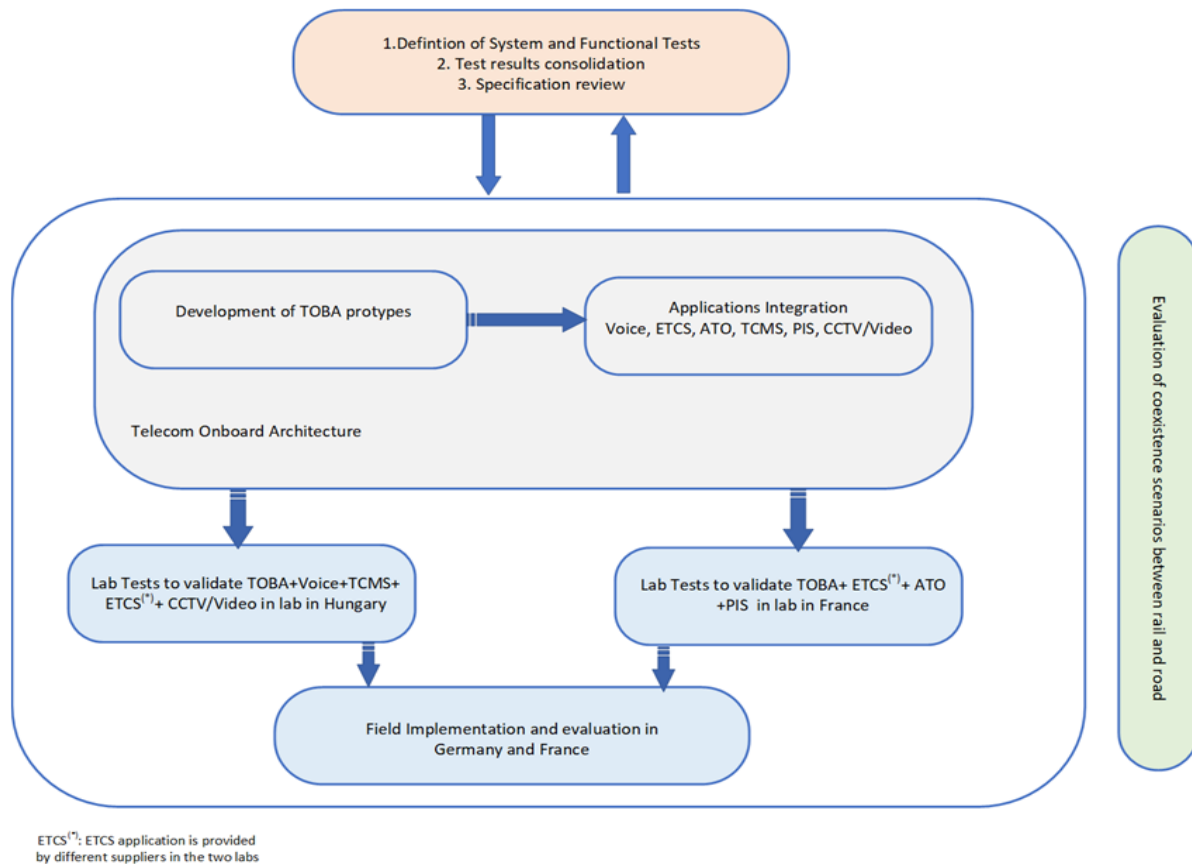 1.Defintion of System and Functional Tests
2. Test results consolidation
3. Specification review
Development of TOBA protypes
Applications Integration
Voice, ETCS, ATO, TCMS, PIS, CCTV/Video
Telecom Onboard Architecture
Lab Tests to validate TOBA+Voice+TCMS+
ETCS(*)+ CCTV/Video in lab in Hungary
Lab Tests to validate TOBA+ ETCS(*)+ ATO
+PIS in lab in France
Field Implementation and evaluation in
Germany and France
Evaluation of coexistence scenarios between rail and road
ETCS(*): ETCS application is provided
by different suppliers in the two labs